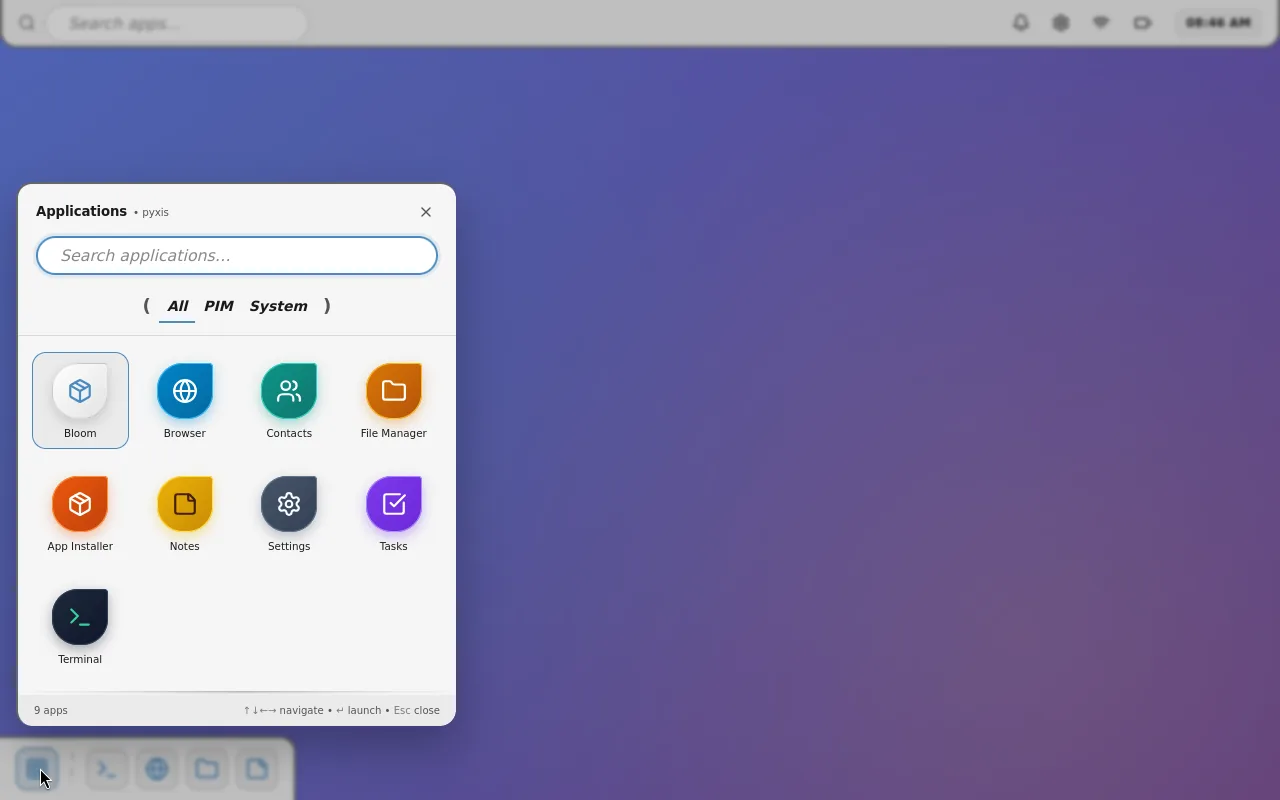 Search apps...
08:46 AM
Applications • pyxis
Search applications...
( All PIM System )
Bloom Browser Contacts File Manager
App Installer Notes Settings Tasks
Terminal
9 apps ↑↓←→ navigate • ↵ launch • Esc close